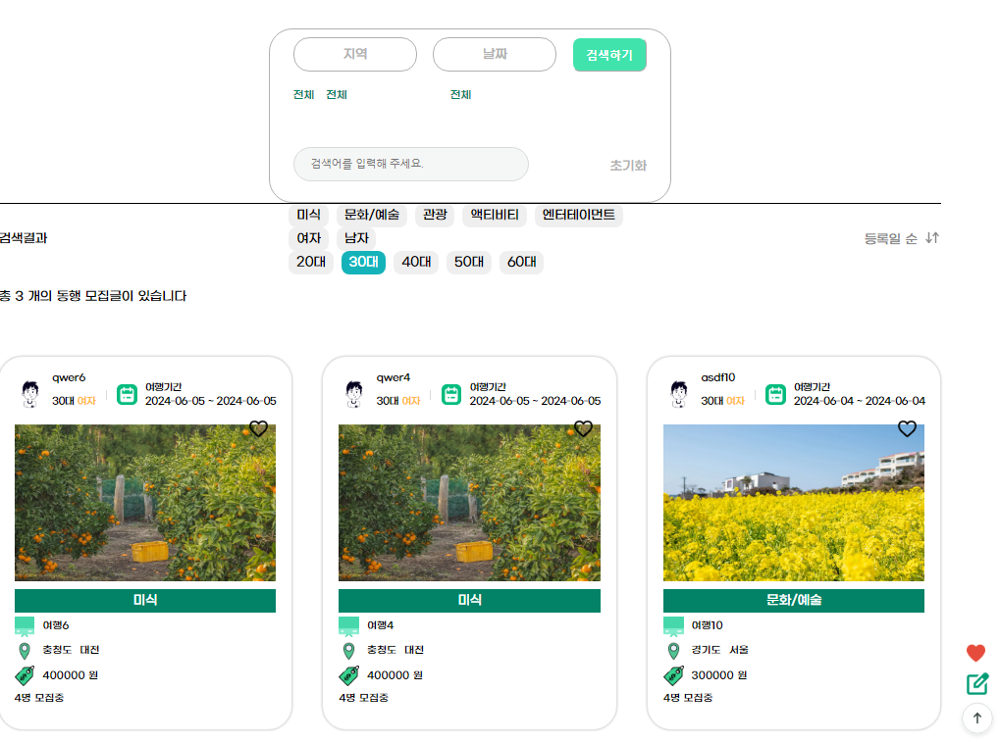 지역 날짜 검색하기
전체 전체 전체
검색어를 입력해 주세요. 초기화
미식 문화/예술 관광 액티비티 엔터테이먼트
검색결과 여자 남자 등록일 순
20대 30대 40대 50대 60대
총 3 개의 동행 모집글이 있습니다
qwer6
30대 여자
여행기간
2024-06-05 ~ 2024-06-05
미식
여행6
충청도 대전
400000 원
4명 모집중
qwer4
30대 여자
여행기간
2024-06-05 ~ 2024-06-05
미식
여행4
충청도 대전
400000 원
4명 모집중
asdf10
30대 여자
여행기간
2024-06-04 ~ 2024-06-04
문화/예술
여행10
경기도 서울
300000 원
4명 모집중